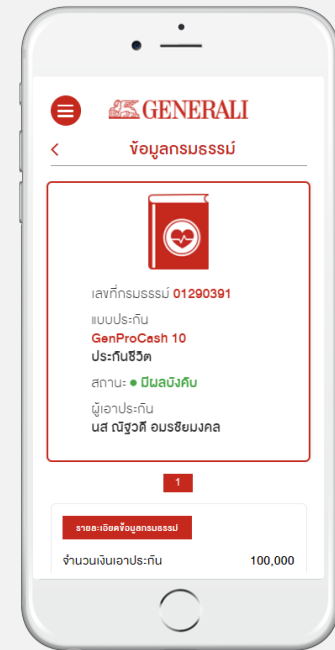 GENERALI
ข้อมูลกรมธรรม์
เลขที่กรมธรรม์ 01290391
แบบประกัน
GenProCash 10
ประกันชีวิต
สถานะ ● มีผลบังคับ
ผู้เอาประกัน
นส ณัฐวดี อมรชัยมงคล
1
รายละเอียดข้อมูลกรมธรรม์
จำนวนเงินเอาประกัน 100,000